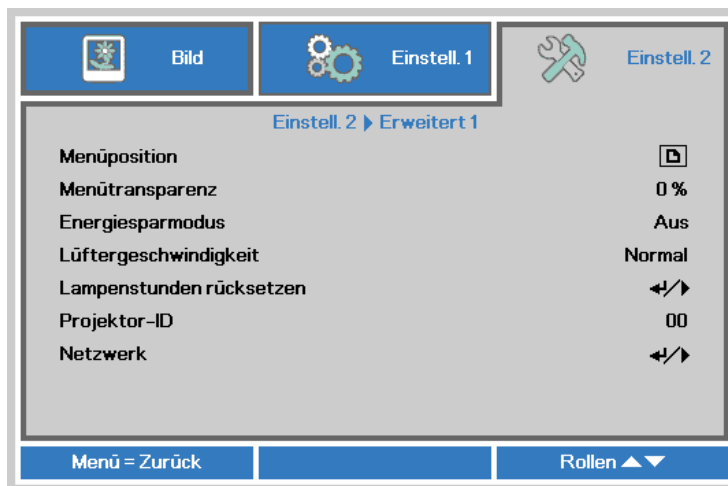 Bild
Einstell. 1
Einstell. 2
Einstell. 2 ▶ Erweitert 1
Menüposition
Menütransparenz 0 %
Energiesparmodus Aus
Lüftergeschwindigkeit Normal
Lampenstunden rücksetzen ↵/▶
Projektor-ID 00
Netzwerk ↵/▶
Menü = Zurück
Rollen ▲▼